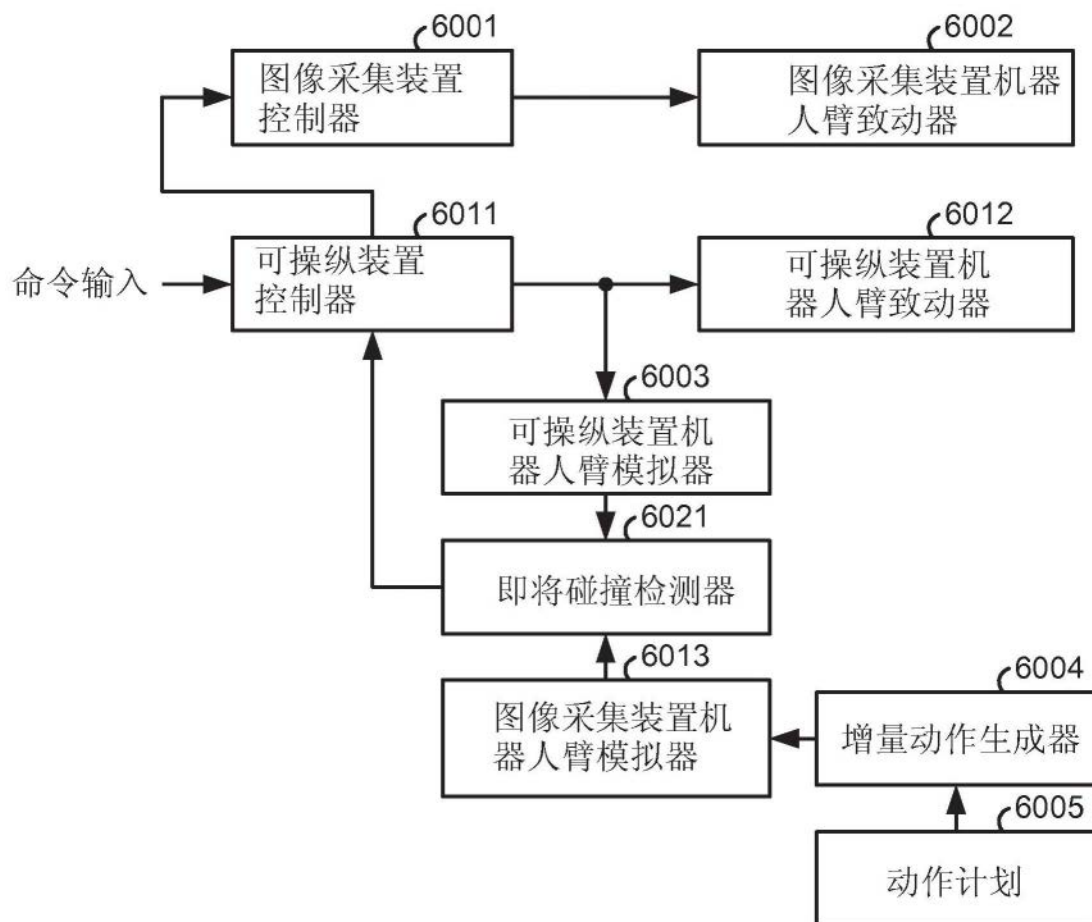 6001
图像采集装置
控制器
6002
图像采集装置机器
人臂致动器
6011
可操纵装置
控制器
6012
可操纵装置机
器人臂致动器
命令输入
6003
可操纵装置机
器人臂模拟器
6021
即将碰撞检测器
6013
图像采集装置机
器人臂模拟器
6004
增量动作生成器
6005
动作计划